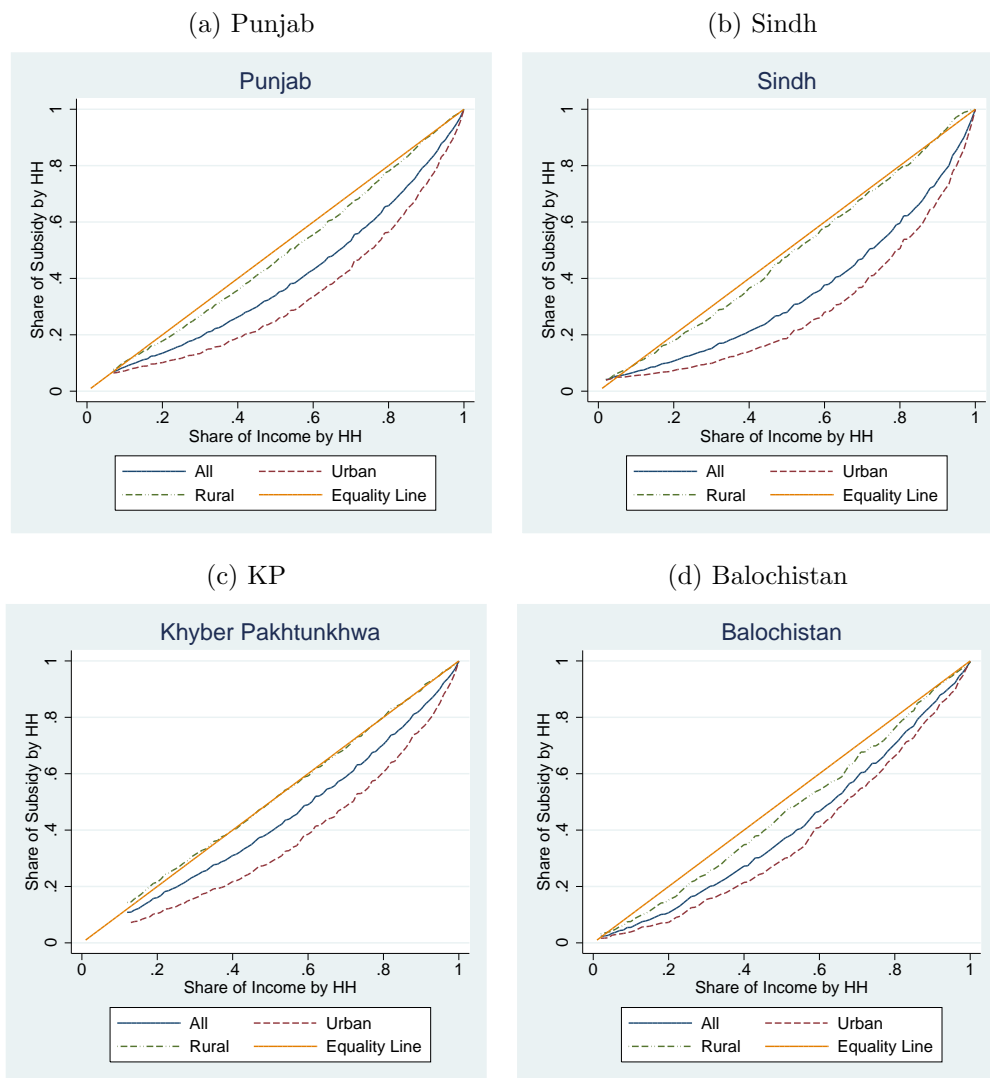 (a) Punjab
(b) Sindh
Punjab
Share of Subsidy by HH
0 .2 .4 .6 .8 1
0 .2 .4 .6 .8 1
Share of Income by HH
All Urban
Rural Equality Line
Sindh
Share of Subsidy by HH
0 .2 .4 .6 .8 1
0 .2 .4 .6 .8 1
Share of Income by HH
All Urban
Rural Equality Line
(c) KP
(d) Balochistan
Khyber Pakhtunkhwa
Share of Subsidy by HH
0 .2 .4 .6 .8 1
0 .2 .4 .6 .8 1
Share of Income by HH
All Urban
Rural Equality Line
Balochistan
Share of Subsidy by HH
0 .2 .4 .6 .8 1
0 .2 .4 .6 .8 1
Share of Income by HH
All Urban
Rural Equality Line